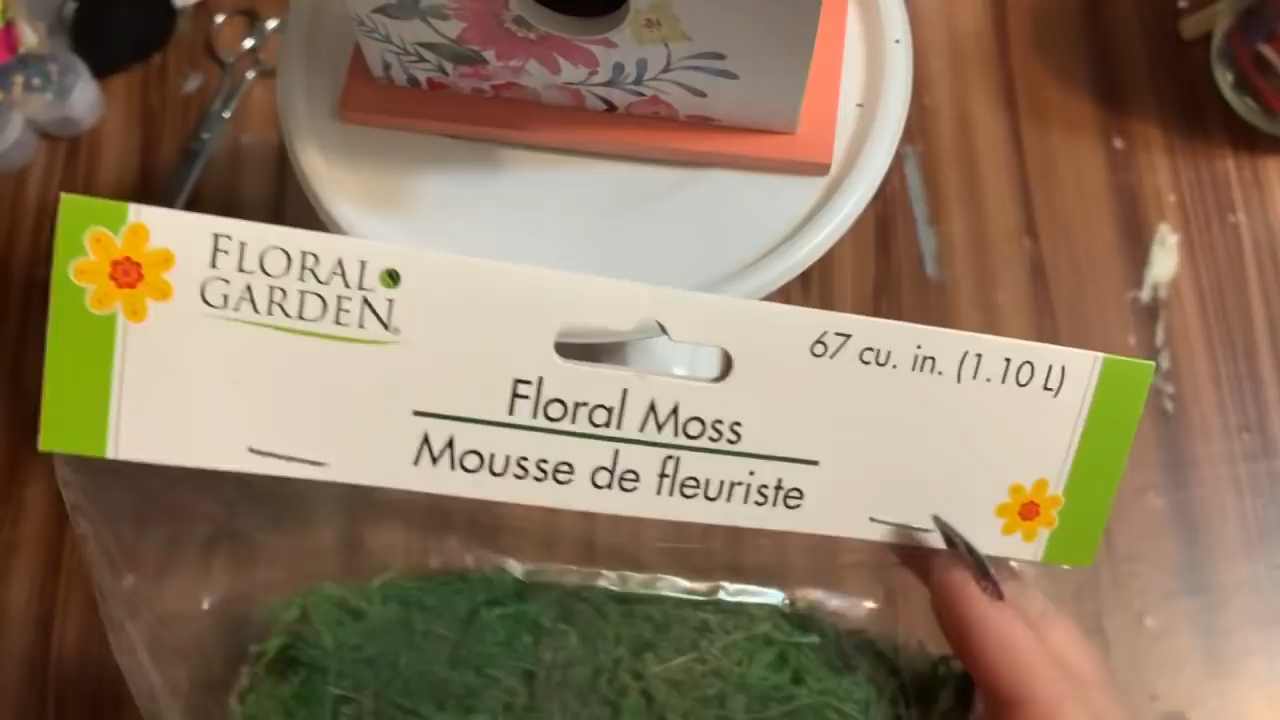 FLORAL
GARDEN®
67 cu. in. (1.10 L)
Floral Moss
Mousse de fleuriste